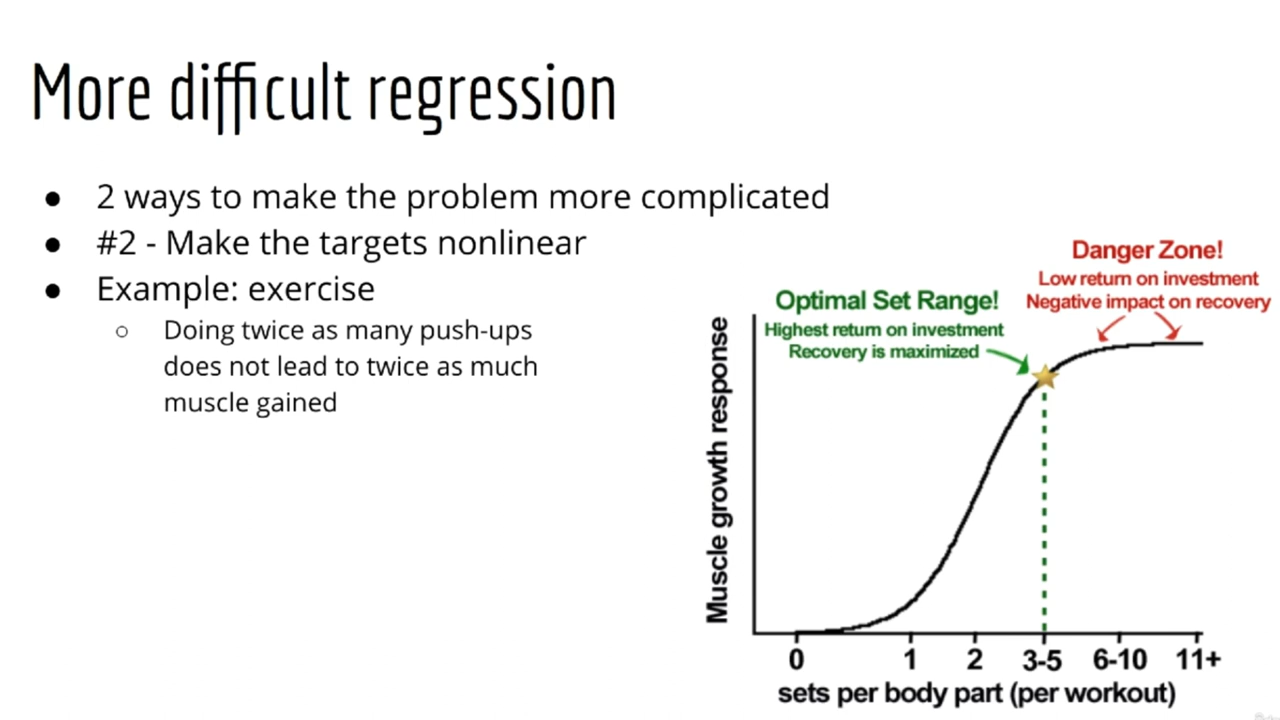 More difficult regression
● 2 ways to make the problem more complicated
● #2 - Make the targets nonlinear
● Example: exercise
○ Doing twice as many push-ups
does not lead to twice as much
muscle gained
Danger Zone!
Low return on investment
Negative impact on recovery
Optimal Set Range!
Highest return on investment
Recovery is maximized
Muscle growth response
0 1 2 3-5 6-10 11+
sets per body part (per workout)